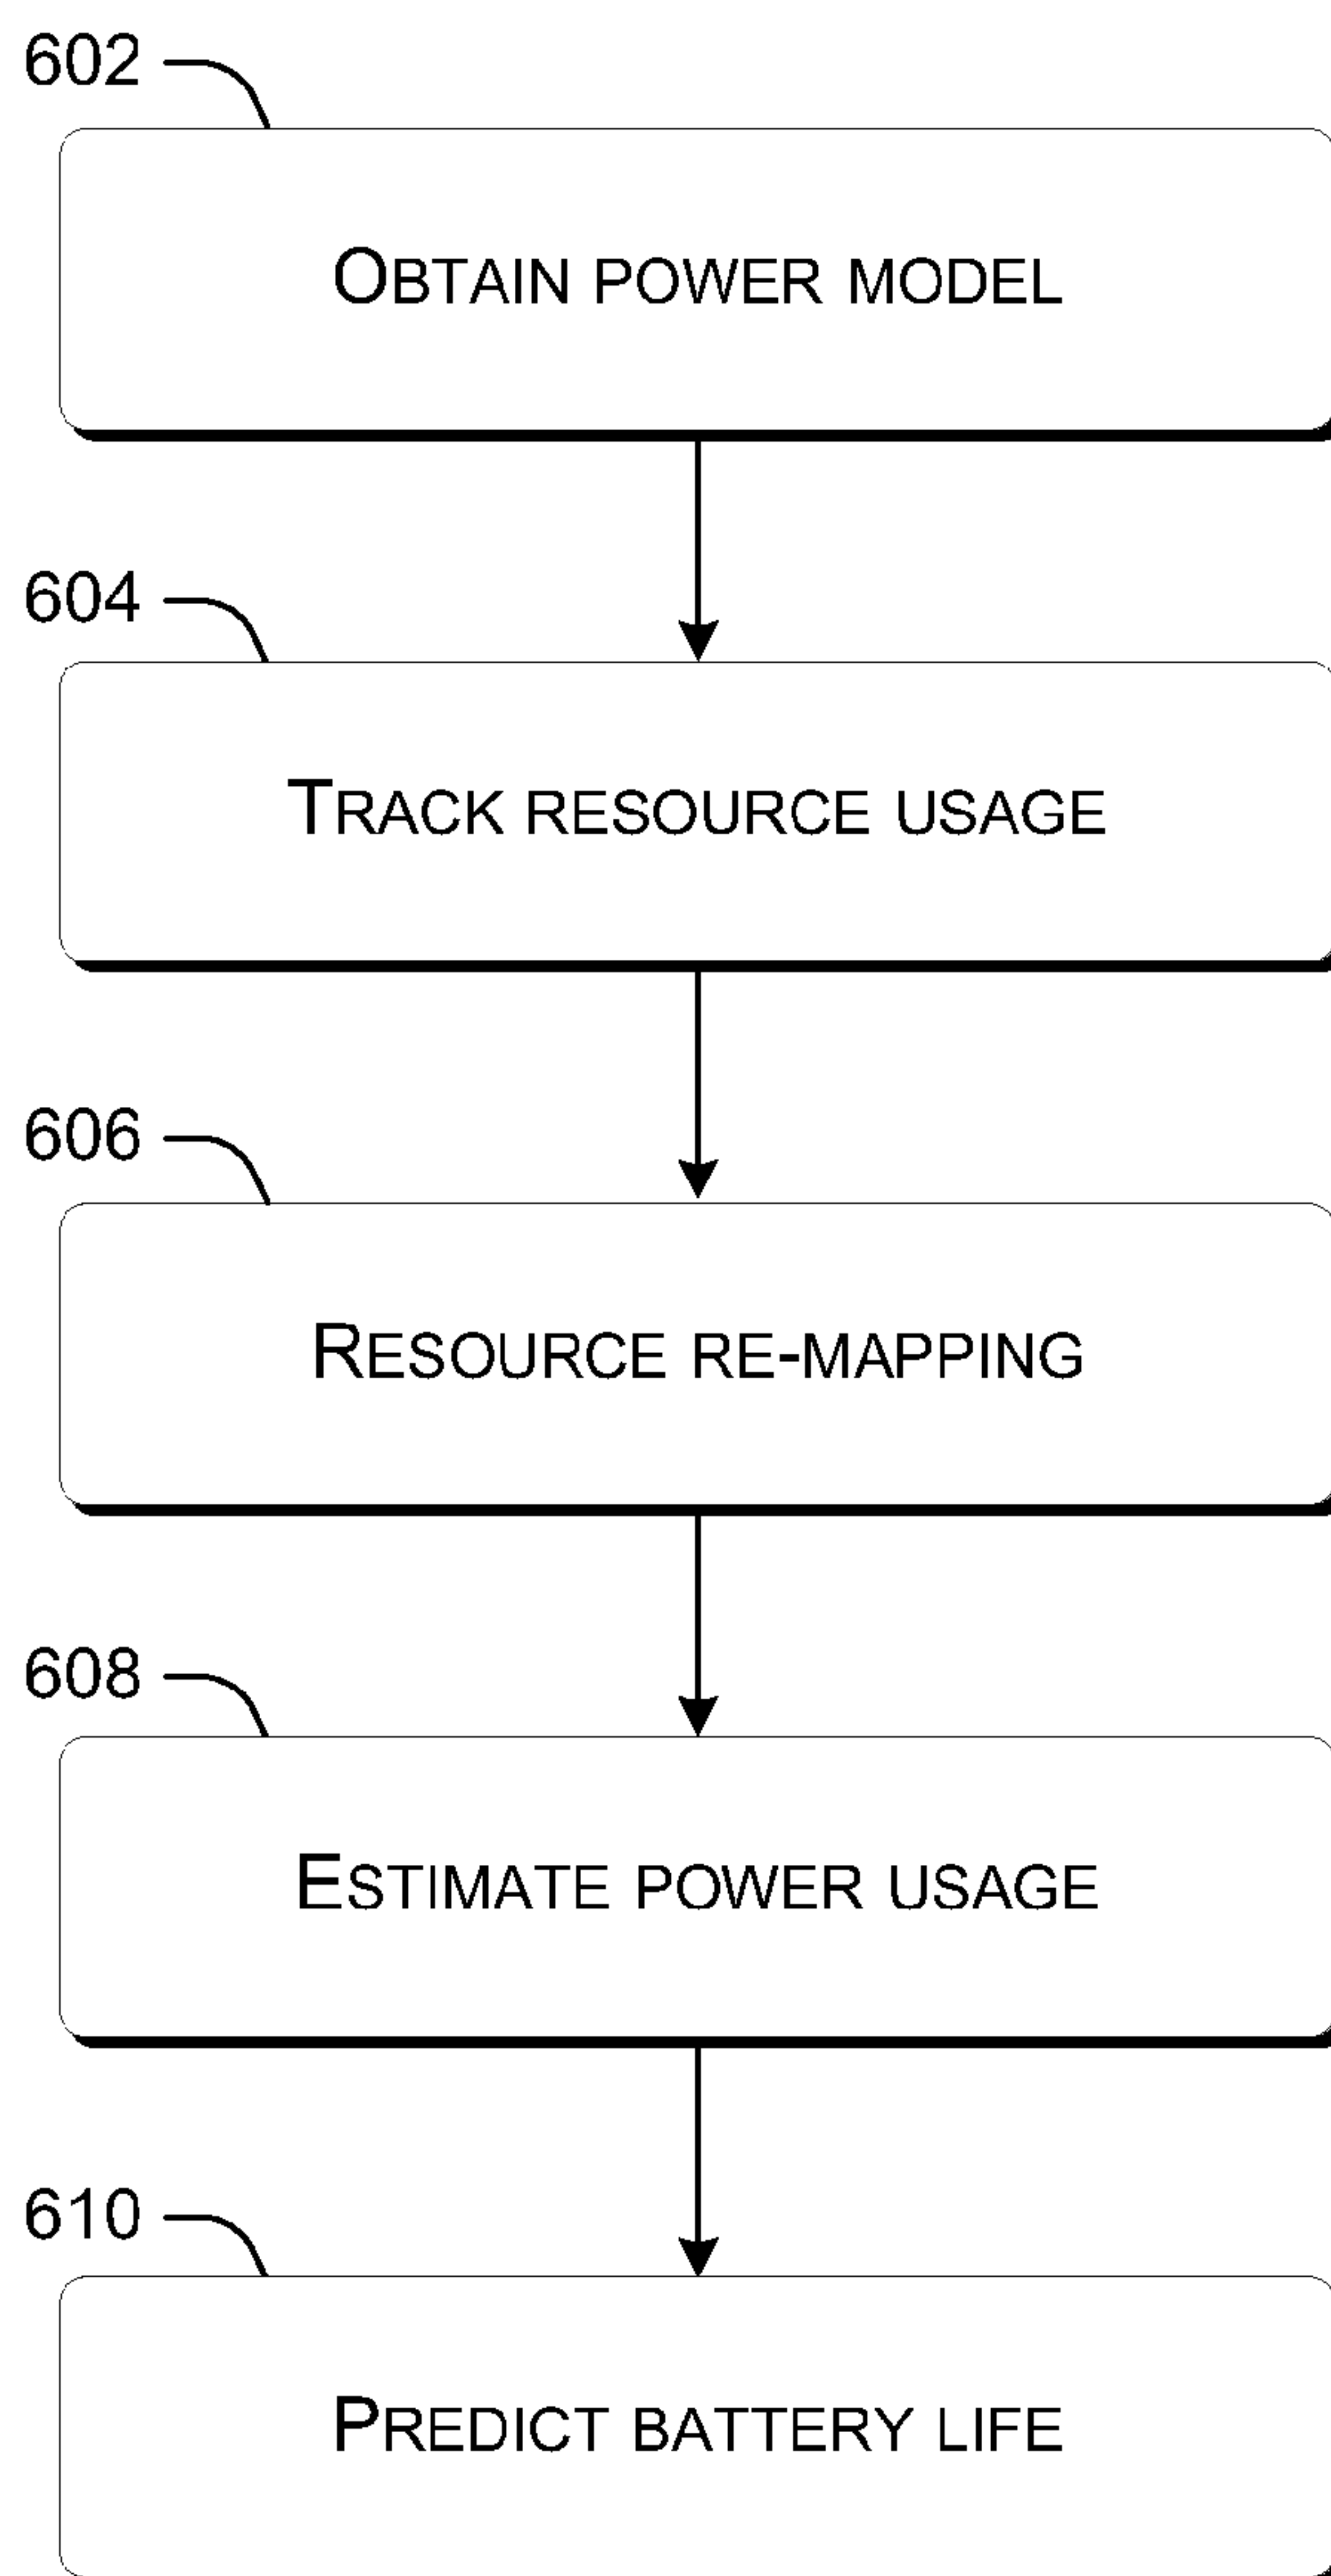 602
OBTAIN POWER MODEL
604
TRACK RESOURCE USAGE
606
RESOURCE RE-MAPPING
608
ESTIMATE POWER USAGE
610
PREDICT BATTERY LIFE